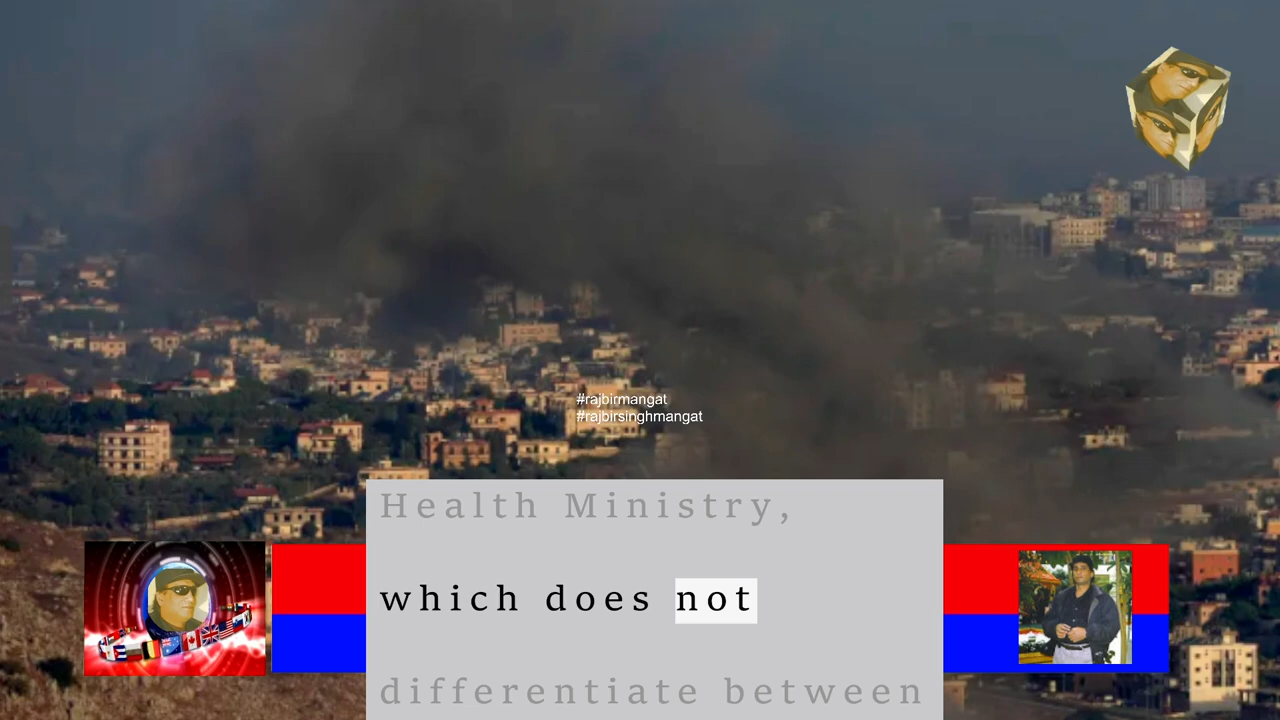 #rajbirmangat
#rajbirsinghmangat
Health Ministry,
which does not
differentiate between